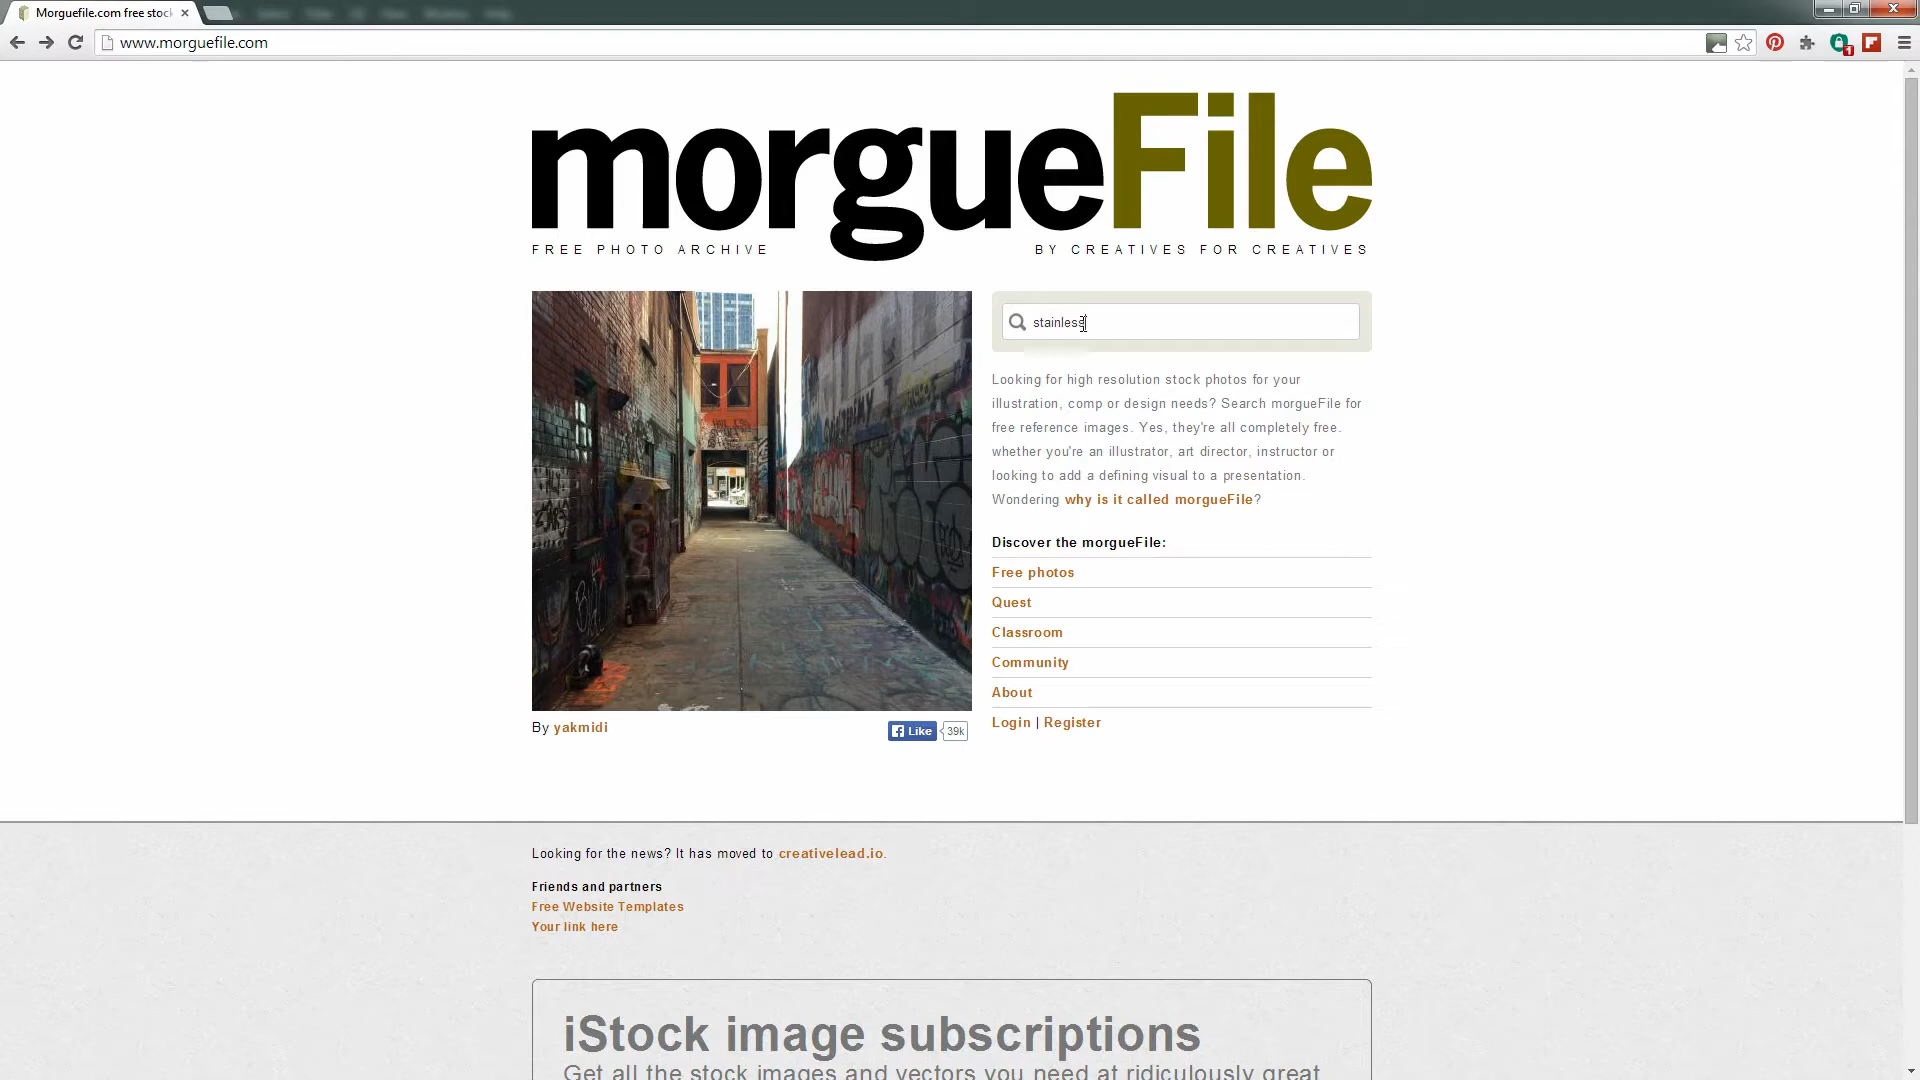 Morguefile.com free stoc
www.morguefile.com
1
morgueFile
FREE PHOTO ARCHIVE
BY CREATIVES FOR CREATIVES
stainless
Looking for high resolution stock photos for your
illustration, comp or design needs? Search morgueFile for
free reference images. Yes, they're all completely free.
whether you're an illustrator, art director, instructor or
looking to add a defining visual to a presentation.
Wondering why is it called morgueFile?
Discover the morgueFile:
Free photos
Quest
Classroom
Community
About
Login | Register
By yakmidi
Like 39k
Looking for the news? It has moved to creativelead.io.
Friends and partners
Free Website Templates
Your link here
iStock image subscriptions
Get all the stock images and vectors you need at ridiculously great